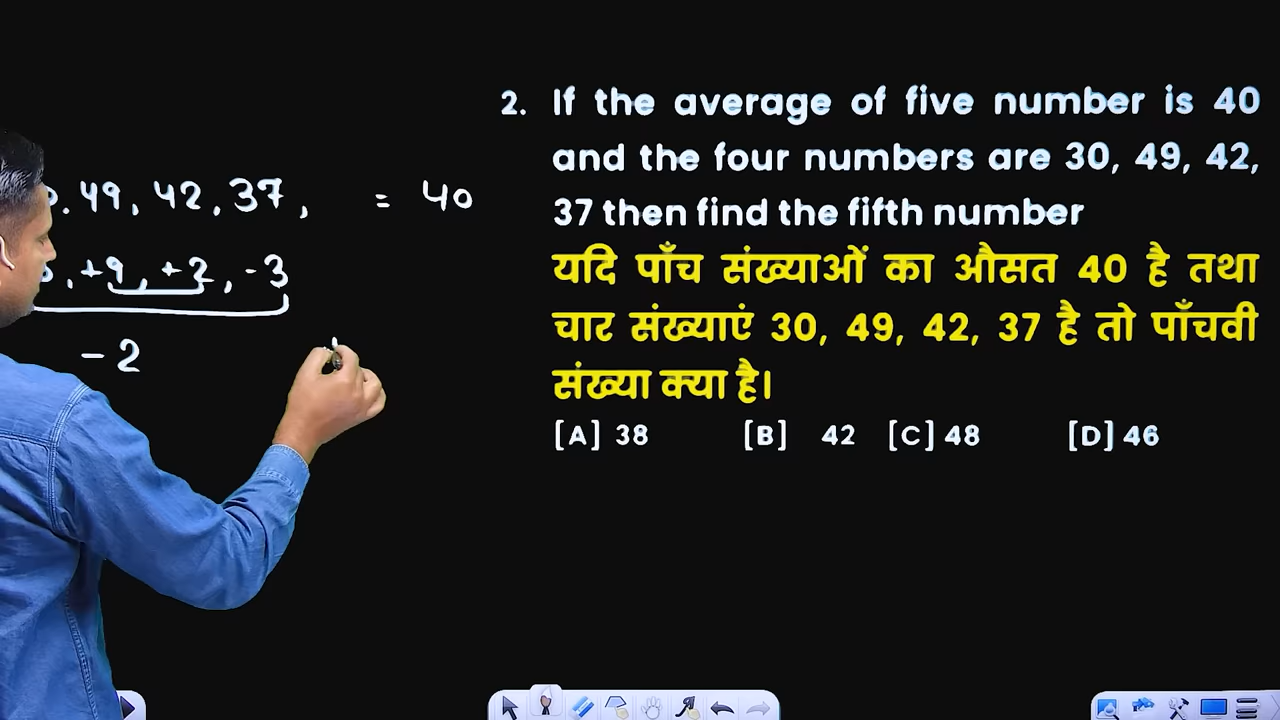 49, 42, 37, = 40
+9, +2, -3
-2
2. If the average of five number is 40
and the four numbers are 30, 49, 42,
37 then find the fifth number
यदि पाँच संख्याओं का औसत 40 है तथा
चार संख्याएं 30, 49, 42, 37 है तो पाँचवी
संख्या क्या है।
[A] 38 [B] 42 [C] 48 [D] 46